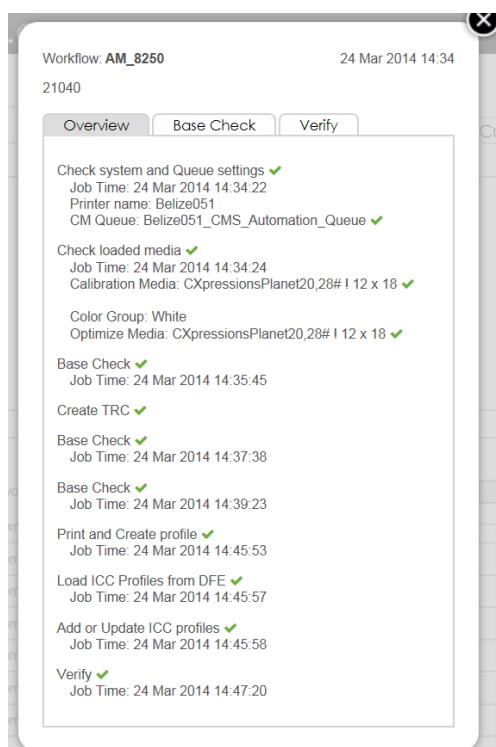 Workflow: AM_8250 24 Mar 2014 14:34
21040
Overview Base Check Verify
Check system and Queue settings
Job Time: 24 Mar 2014 14:34:22
Printer name: Belize051
CM Queue: Belize051_CMS_Automation_Queue
Check loaded media
Job Time: 24 Mar 2014 14:34:24
Calibration Media: CXpressionsPlanet20,28# ! 12 x 18
Color Group: White
Optimize Media: CXpressionsPlanet20,28# ! 12 x 18
Base Check
Job Time: 24 Mar 2014 14:35:45
Create TRC
Base Check
Job Time: 24 Mar 2014 14:37:38
Base Check
Job Time: 24 Mar 2014 14:39:23
Print and Create profile
Job Time: 24 Mar 2014 14:45:53
Load ICC Profiles from DFE
Job Time: 24 Mar 2014 14:45:57
Add or Update ICC profiles
Job Time: 24 Mar 2014 14:45:58
Verify
Job Time: 24 Mar 2014 14:47:20